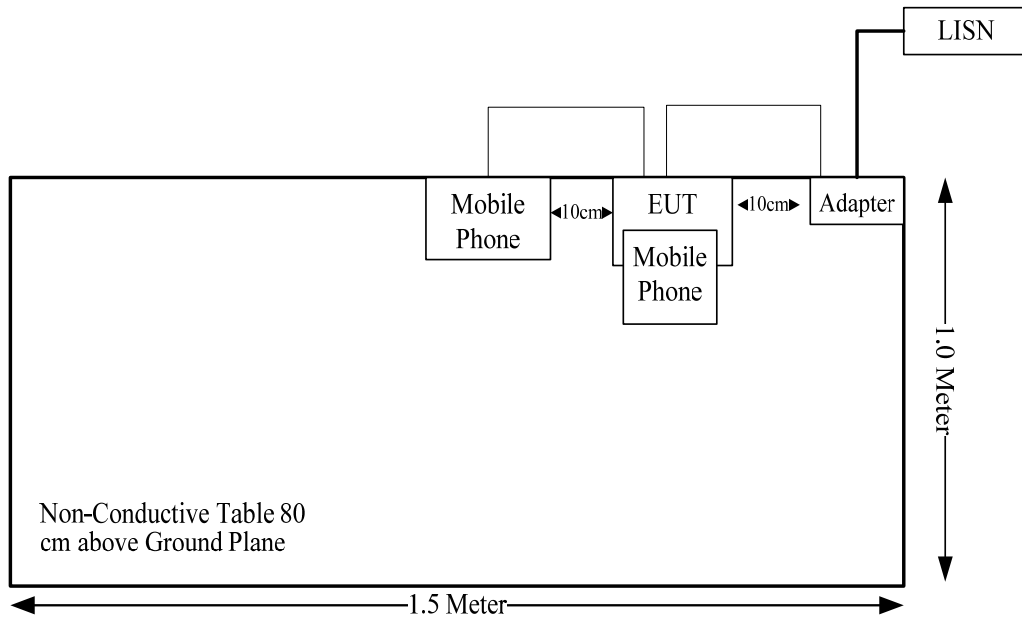 LISN
Mobile
Phone
10cm
EUT
10cm
Adapter
Mobile
Phone
1.0 Meter
Non-Conductive Table 80
cm above Ground Plane
1.5 Meter